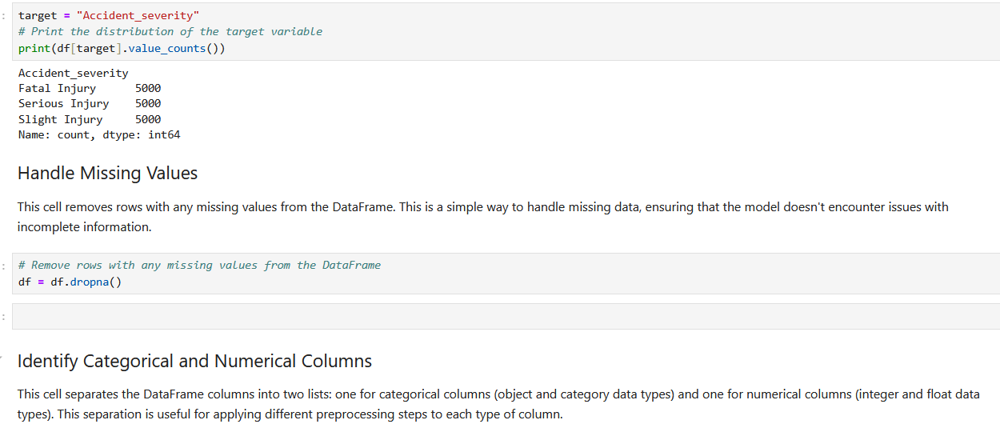 target = "Accident_severity"
# Print the distribution of the target variable
print(df[target].value_counts())
Accident_severity
Fatal Injury      5000
Serious Injury    5000
Slight Injury     5000
Name: count, dtype: int64
Handle Missing Values
This cell removes rows with any missing values from the DataFrame. This is a simple way to handle missing data, ensuring that the model doesn't encounter issues with
incomplete information.
# Remove rows with any missing values from the DataFrame
df = df.dropna()
Identify Categorical and Numerical Columns
This cell separates the DataFrame columns into two lists: one for categorical columns (object and category data types) and one for numerical columns (integer and float data
types). This separation is useful for applying different preprocessing steps to each type of column.